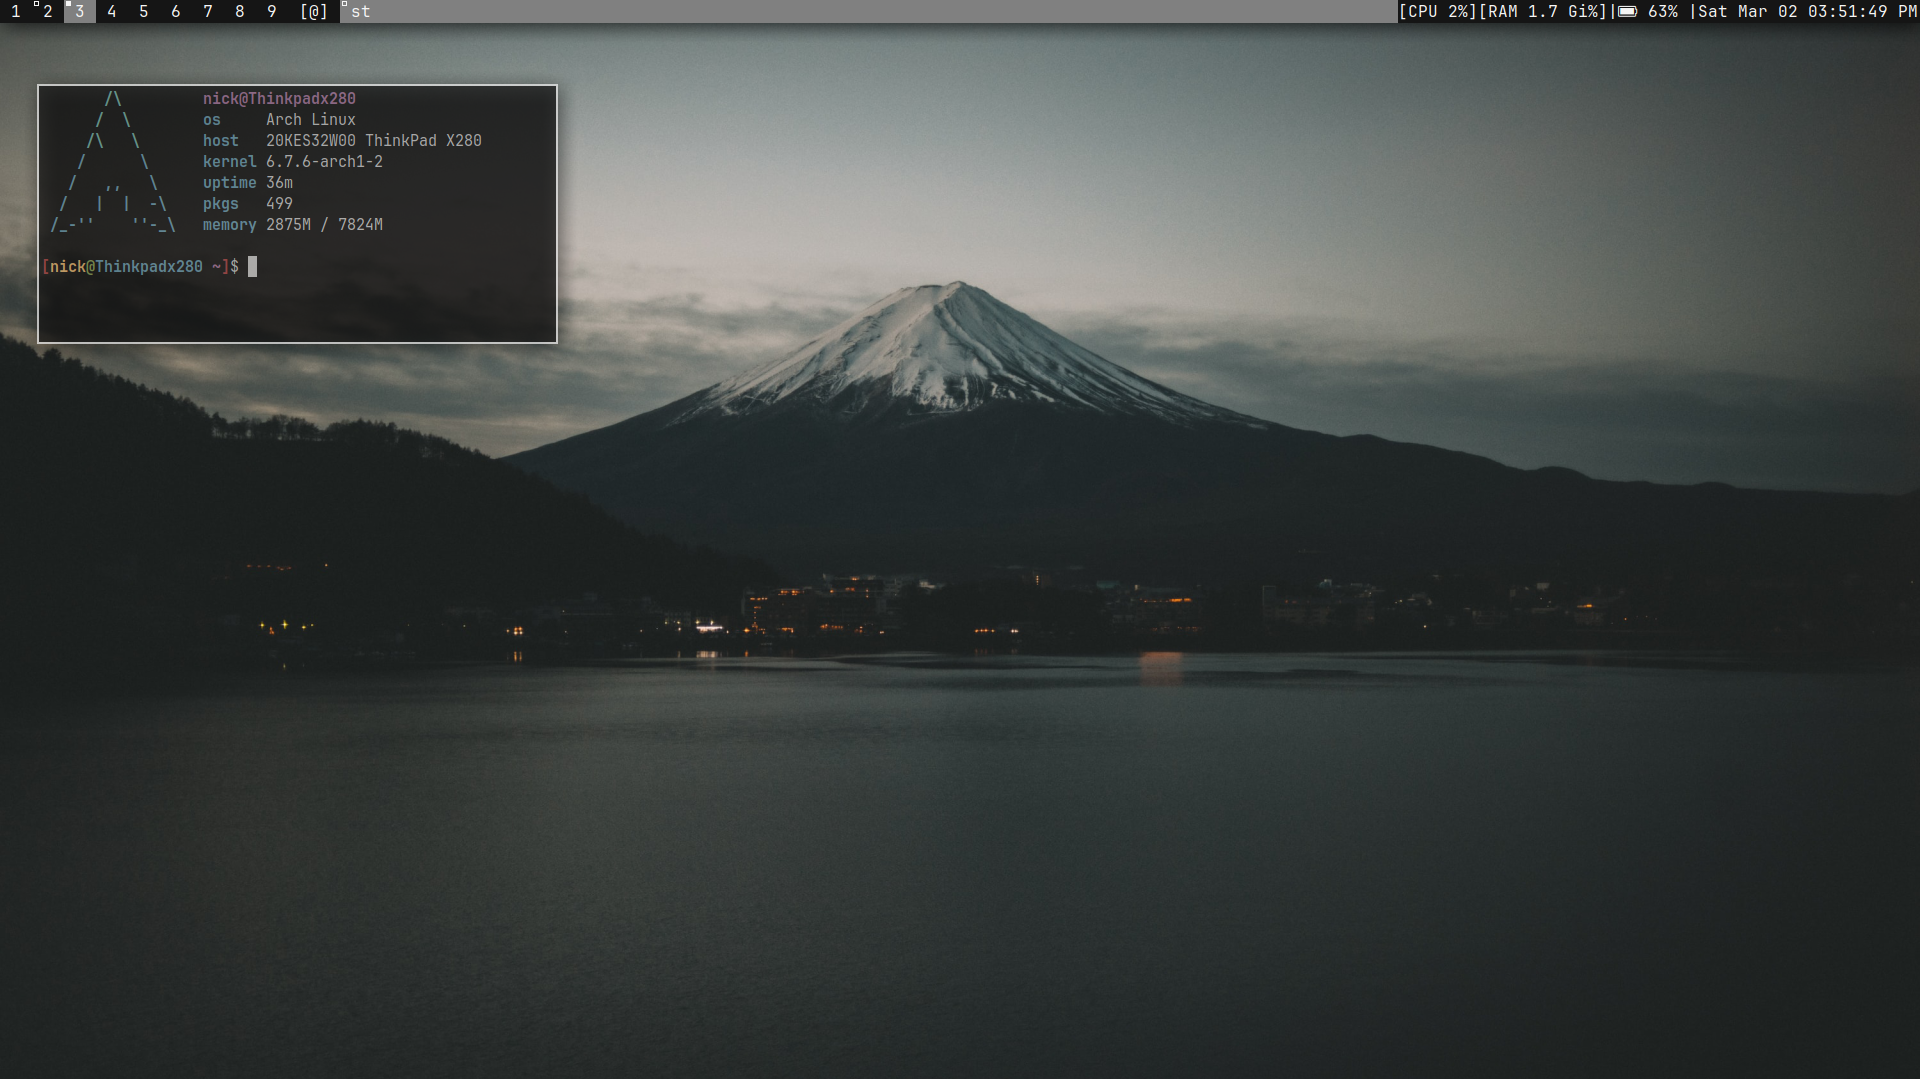 1 2 3 4 5 6 7 8 9 [@] st [CPU 2%][RAM 1.7 Gi%]| 63% |Sat Mar 02 03:51:49 PM
nick@Thinkpadx280
os Arch Linux
host 20KES32W00 ThinkPad X280
kernel 6.7.6-arch1-2
uptime 36m
pkgs 499
memory 2875M / 7824M
[nick@Thinkpadx280 ~]$